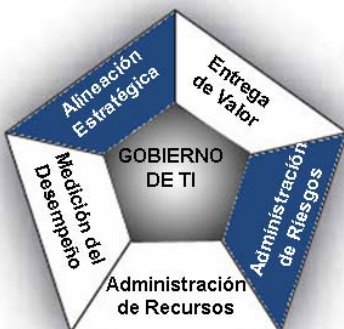 Alineación
Estratégica
Entrega
de Valor
GOBIERNO
DE TI
Medición del
Desempeño
Administración
de Riesgos
Administración
de Recursos